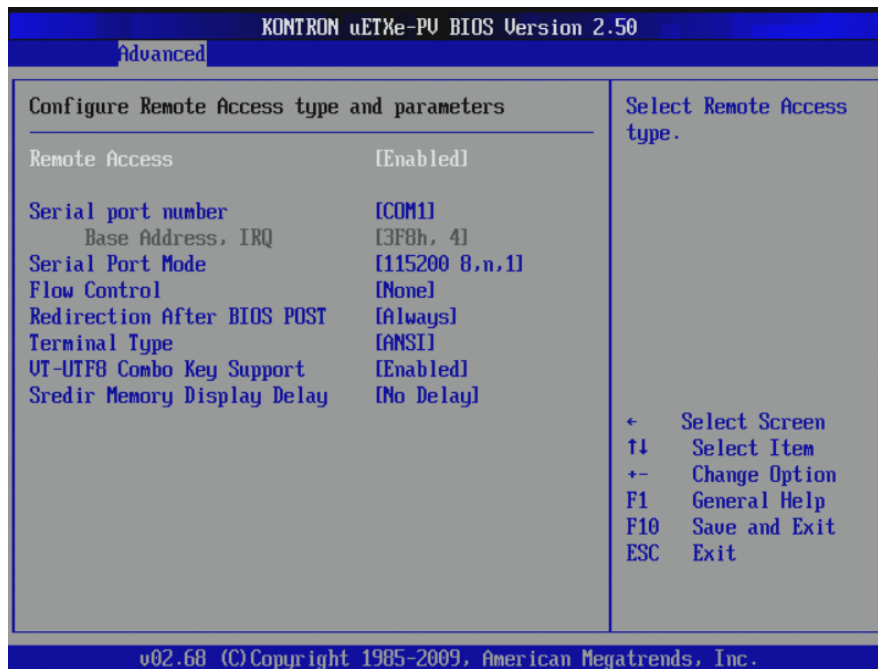 KONTRON uETXe-PV BIOS Version 2.50
Advanced
Configure Remote Access type and parameters
Remote Access [Enabled]
Serial port number [COM1]
Base Address, IRQ [3F8h, 4]
Serial Port Mode [115200 8,n,1]
Flow Control [None]
Redirection After BIOS POST [Always]
Terminal Type [ANSI]
VT-UTF8 Combo Key Support [Enabled]
Sredir Memory Display Delay [No Delay]
Select Remote Access
type.
← Select Screen
↑↓ Select Item
+- Change Option
F1 General Help
F10 Save and Exit
ESC Exit
v02.68 (C)Copyright 1985-2009, American Megatrends, Inc.